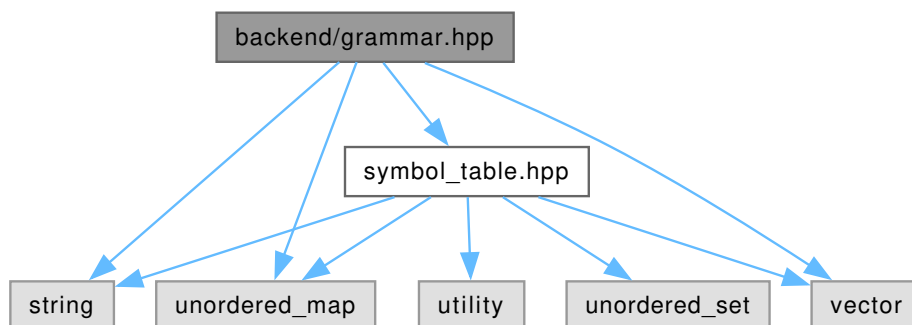 backend/grammar.hpp
symbol_table.hpp
string
unordered_map
utility
unordered_set
vector